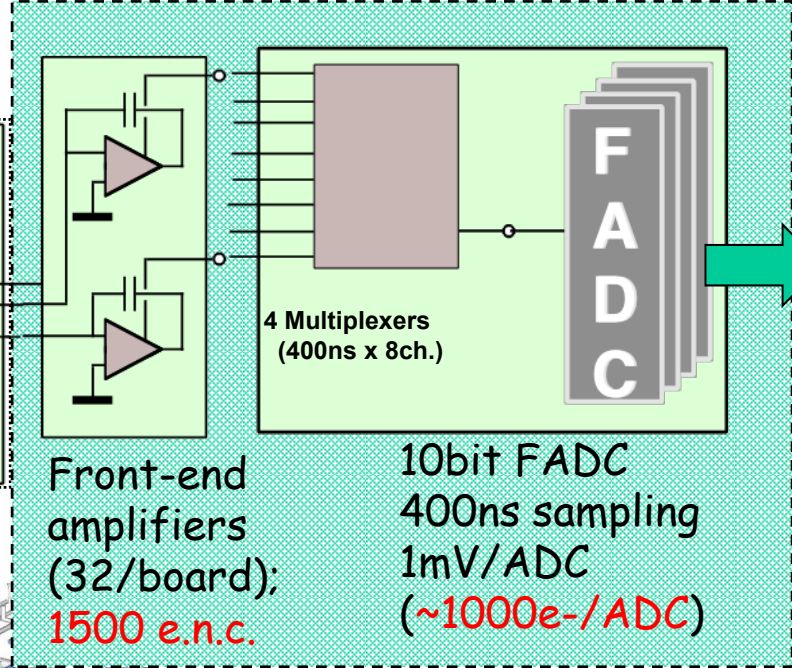 F
A
D
C
4 Multiplexers
(400ns x 8ch.)
Front-end
amplifiers
(32/board);
1500 e.n.c.
10bit FADC
400ns sampling
1mV/ADC
(~1000e-/ADC)